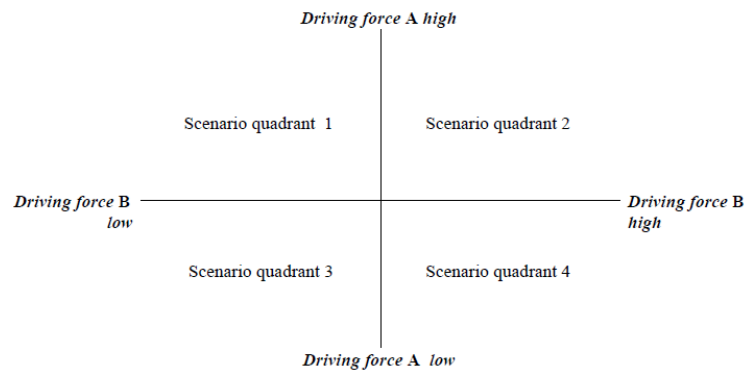 Driving force A high
Scenario quadrant 1
Scenario quadrant 2
Driving force B
low
Driving force B
high
Scenario quadrant 3
Scenario quadrant 4
Driving force A low